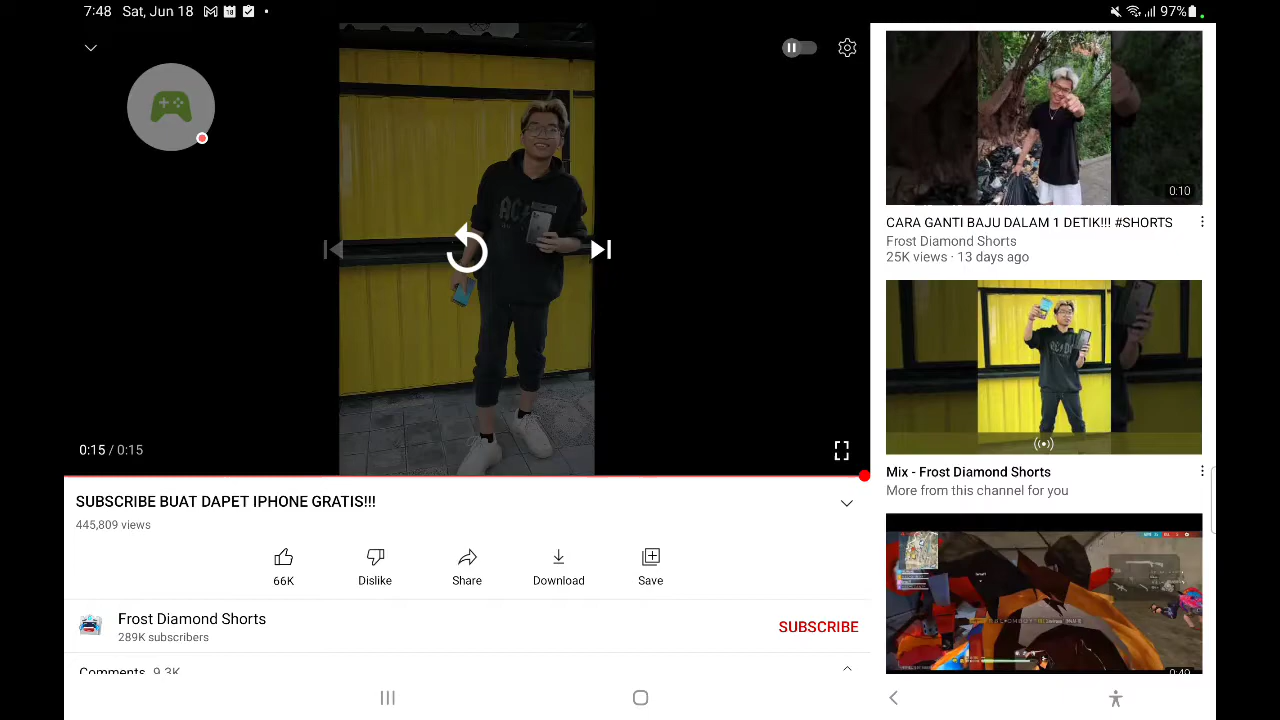 7:48 Sat, Jun 18
97%
0:15 / 0:15
SUBSCRIBE BUAT DAPET IPHONE GRATIS!!!
445,809 views
66K
Dislike
Share
Download
Save
Frost Diamond Shorts
289K subscribers
SUBSCRIBE
Comments 9.3K
0:10
CARA GANTI BAJU DALAM 1 DETIK!!! #SHORTS
Frost Diamond Shorts
25K views · 13 days ago
Mix - Frost Diamond Shorts
More from this channel for you
0:49